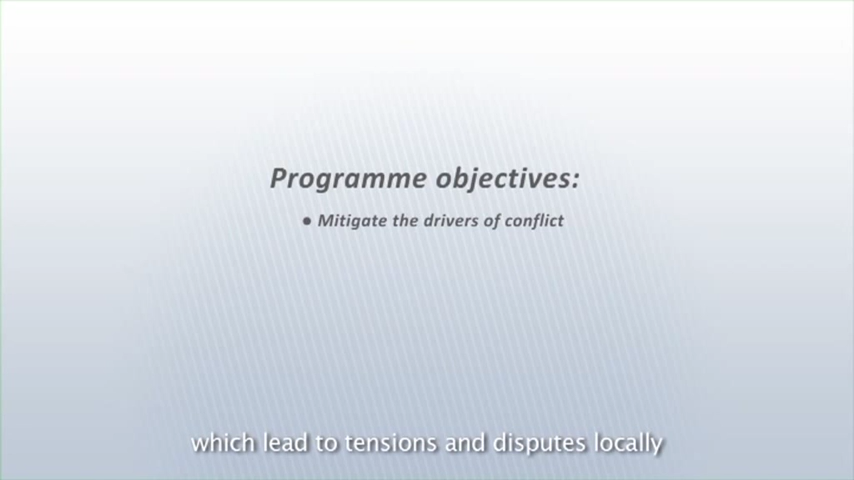 Programme objectives:
● Mitigate the drivers of conflict
which lead to tensions and disputes locally